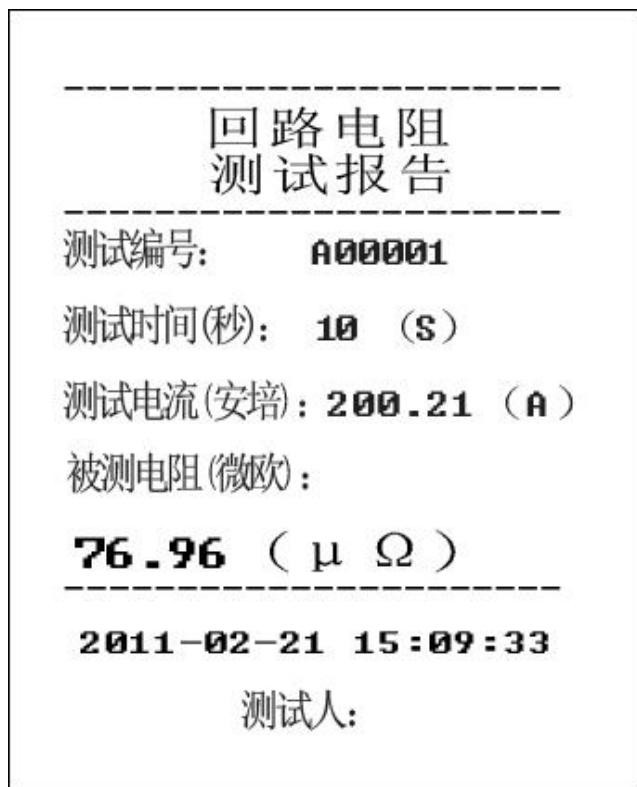 回路电阻
测试报告
测试编号: A00001
测试时间(秒): 10 (S)
测试电流(安培): 200.21 (A)
被测电阻(微欧):
76.96 (μ Ω)
2011-02-21 15:09:33
测试人: